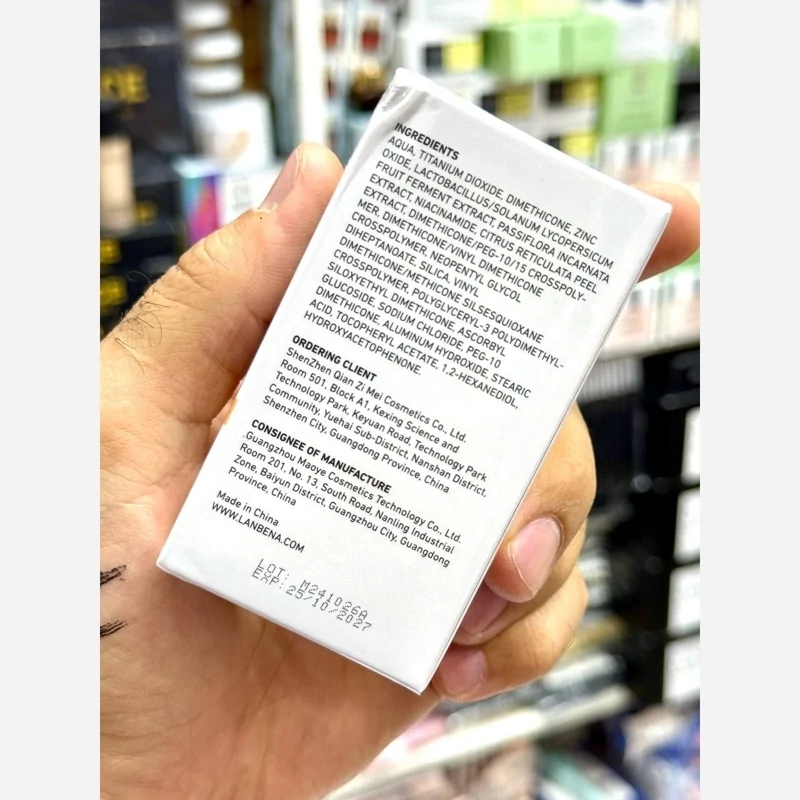 INGREDIENTS
AQUA, TITANIUM DIOXIDE, DIMETHICONE, ZINC
OXIDE, LACTOBACILLUS/SOLANUM LYCOPERSICUM
FRUIT FERMENT EXTRACT, PASSIFLORA INCARNATA
EXTRACT, NIACINAMIDE, CITRUS RETICULATA PEEL
EXTRACT, DIMETHICONE/PEG-10/15 CROSSPOLY-
MER, DIMETHICONE/VINYL DIMETHICONE
CROSSPOLYMER, NEOPENTYL GLYCOL
DIHEPTANOATE, SILICA, VINYL
DIMETHICONE/METHICONE SILSESQUIOXANE
CROSSPOLYMER, POLYGLYCERYL-3 POLYDIMETHYL-
SILOXYETHYL DIMETHICONE, ASCORBYL
GLUCOSIDE, SODIUM CHLORIDE, PEG-10
DIMETHICONE, ALUMINUM HYDROXIDE, STEARIC
ACID, TOCOPHERYL ACETATE, 1,2-HEXANEDIOL,
HYDROXYACETOPHENONE.
ORDERING CLIENT
ShenZhen Qian Zi Mei Cosmetics Co., Ltd.
Room 501, Block A1, Kexing Science and
Technology Park, Keyuan Road, Technology Park
Community, Yuehai Sub-District, Nanshan District,
Shenzhen City, Guangdong Province, China
CONSIGNEE OF MANUFACTURE
Guangzhou Maoye Cosmetics Technology Co., Ltd.
Room 201, No. 13, South Road, Nanling Industrial
Zone, Baiyun District, Guangzhou City, Guangdong
Province, China
Made in China
WWW.LANBENA.COM
LOT: M241026A
EXP: 25/10/2027